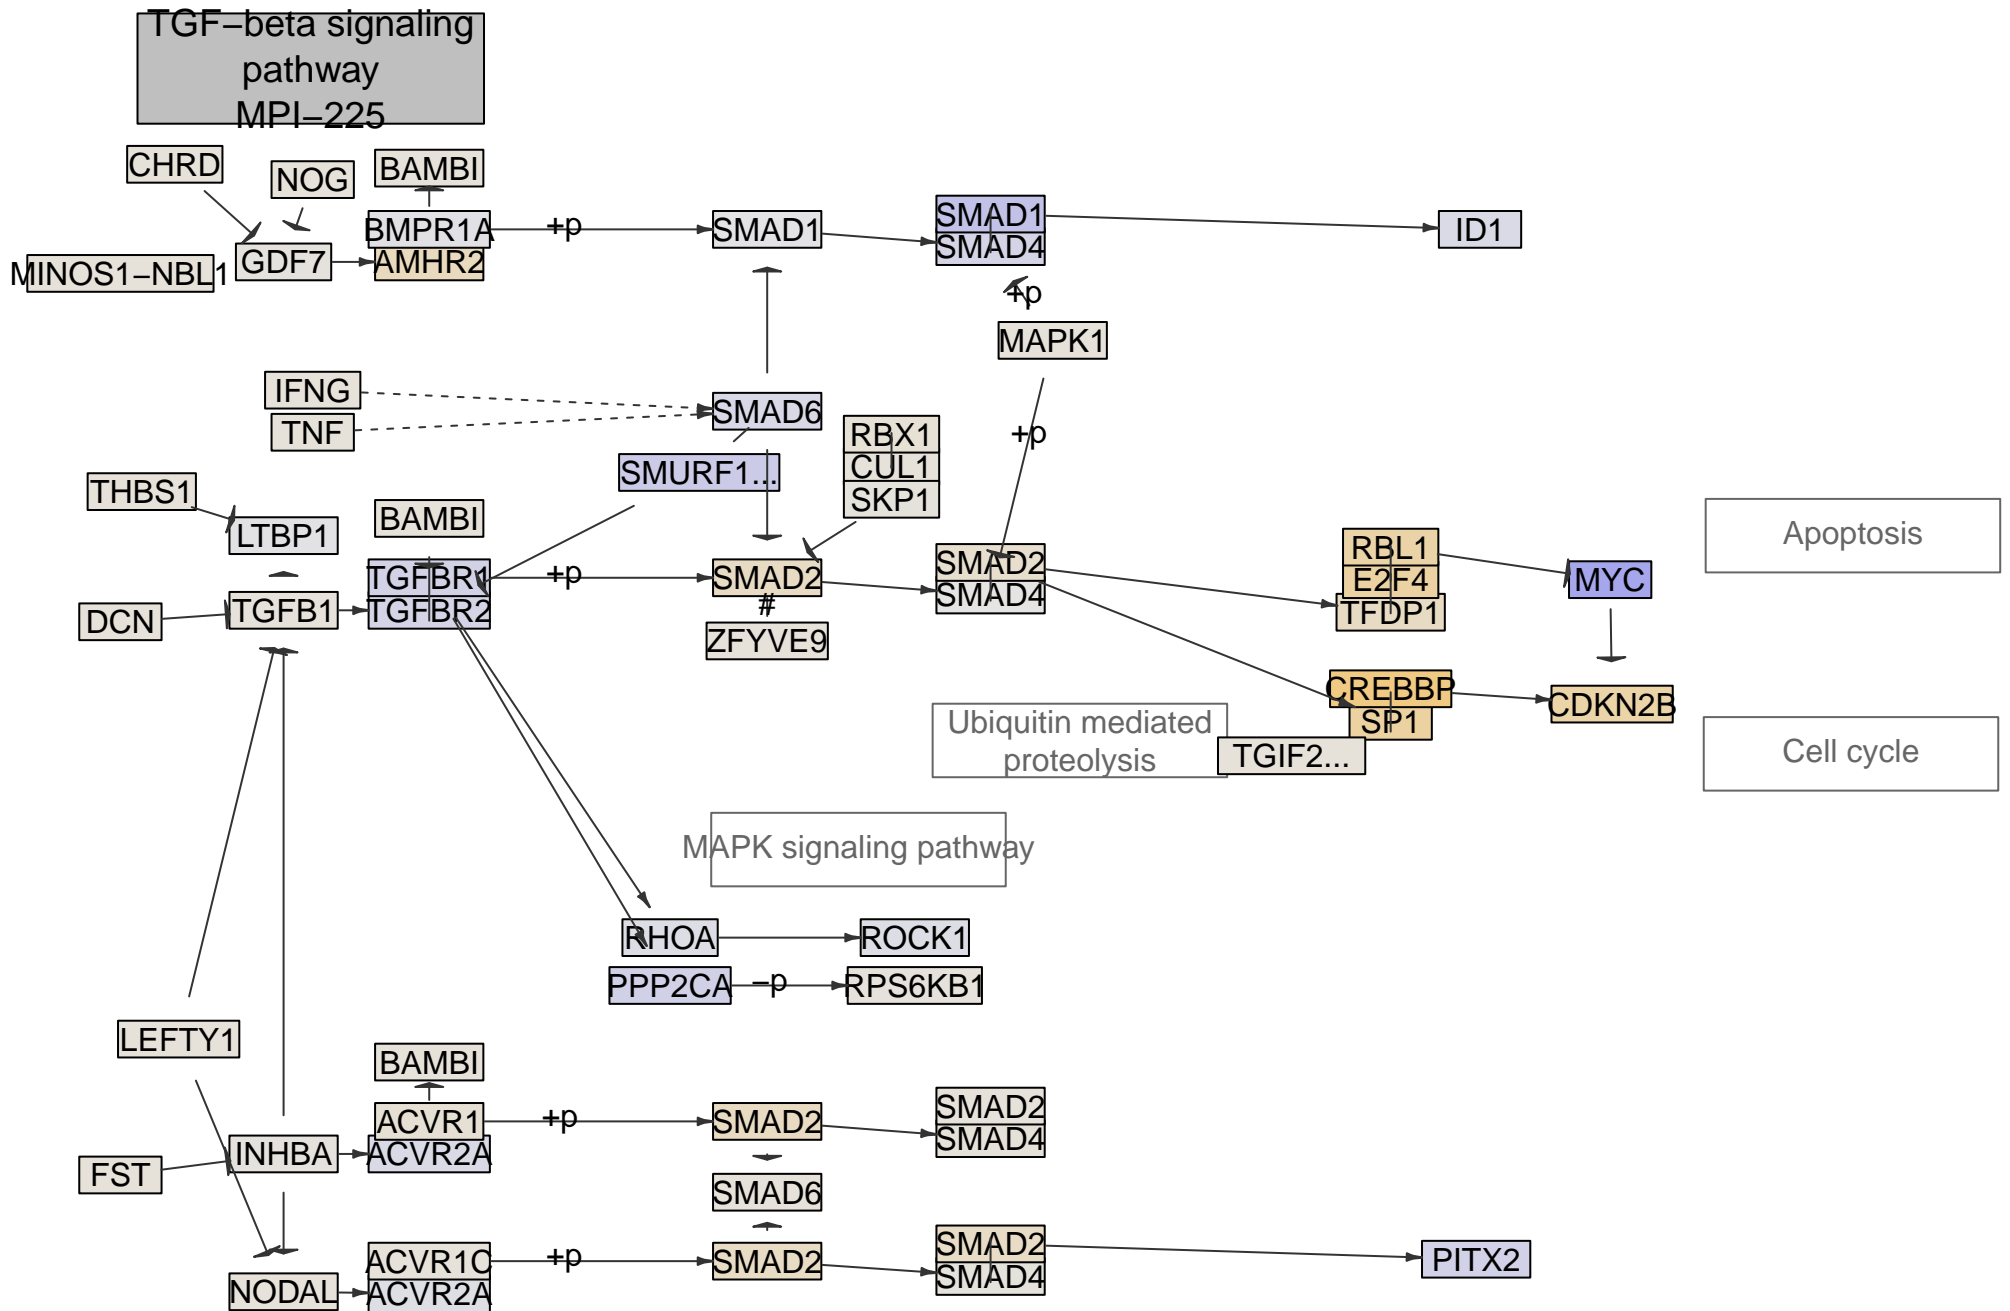 TGF−beta signaling
pathway
MPI−225
CHRD
NOG
BAMBI
BMPR1A
+p
SMAD1
SMAD1
SMAD4
ID1
GDF7
AMHR2
MINOS1−NBL1
+p
MAPK1
IFNG
TNF
SMAD6
RBX1
CUL1
SKP1
+p
SMURF1...
THBS1
LTBP1
BAMBI
TGFBR1
TGFBR2
+p
SMAD2
#
ZFYVE9
SMAD2
SMAD4
RBL1
E2F4
TFDP1
MYC
Apoptosis
DCN
TGFB1
CREBBP
SP1
CDKN2B
Ubiquitin mediated
proteolysis
TGIF2...
Cell cycle
MAPK signaling pathway
RHOA
ROCK1
PPP2CA
−p
RPS6KB1
LEFTY1
BAMBI
ACVR1
ACVR2A
+p
SMAD2
SMAD2
SMAD4
INHBA
FST
SMAD6
ACVR1C
ACVR2A
+p
SMAD2
SMAD2
SMAD4
PITX2
NODAL